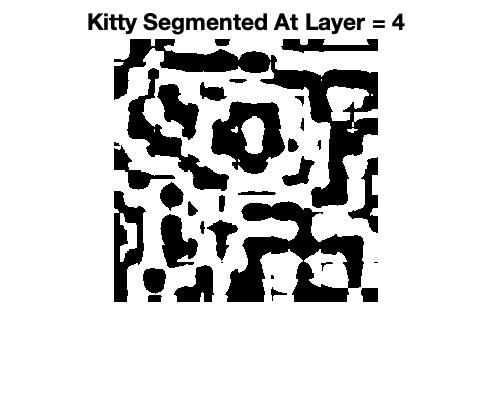 Kitty Segmented At Layer = 4